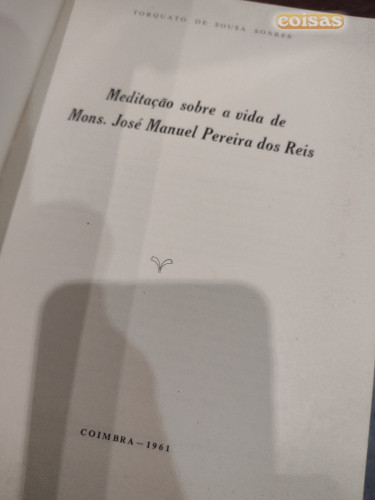 coisas
TORQUATO DE SOUSA SOARES
Meditação sobre a vida de
Mons. José Manuel Pereira dos Reis
COIMBRA — 1961